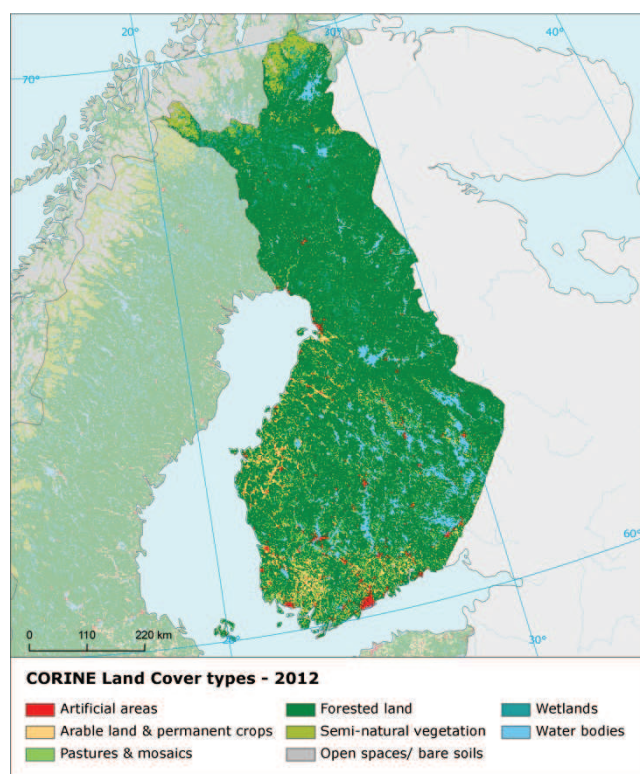 20°
30°
40°
70°
60°
0 110 220 km
20°
30°
CORINE Land Cover types - 2012
Artificial areas
Forested land
Wetlands
Arable land & permanent crops
Semi-natural vegetation
Water bodies
Pastures & mosaics
Open spaces/ bare soils